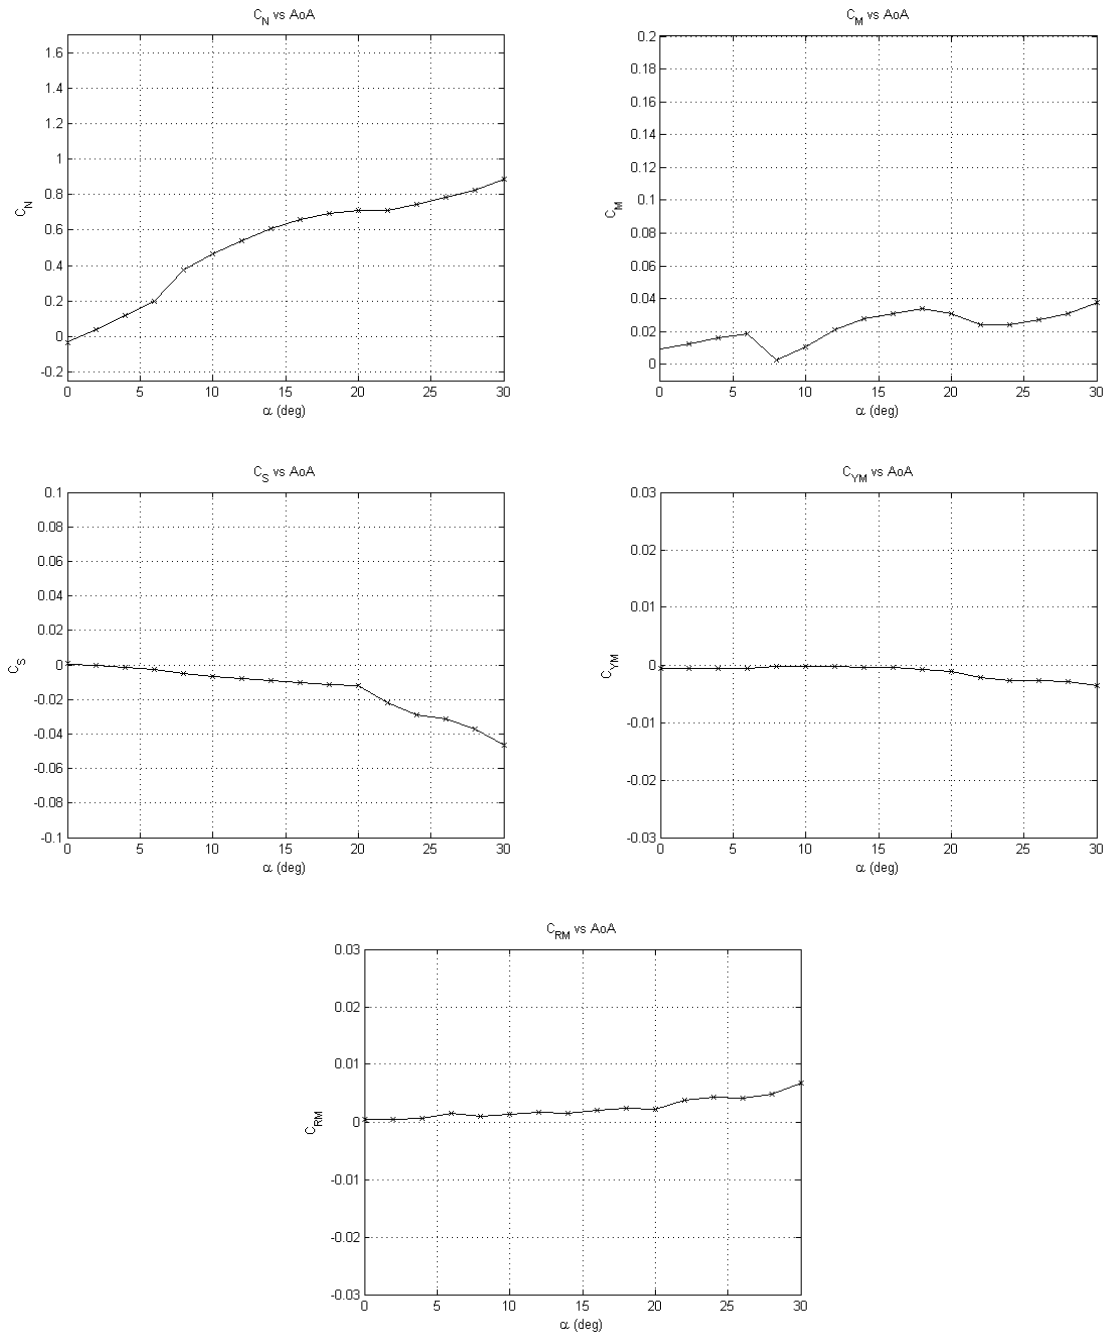 C_N vs AoA
1.6
1.4
1.2
1
0.8
0.6
0.4
0.2
0
-0.2
C_N
0 5 10 15 20 25 30
α (deg)
C_M vs AoA
0.2
0.18
0.16
0.14
0.12
0.1
0.08
0.06
0.04
0.02
0
C_M
0 5 10 15 20 25 30
α (deg)
C_S vs AoA
0.1
0.08
0.06
0.04
0.02
0
-0.02
-0.04
-0.06
-0.08
-0.1
C_S
0 5 10 15 20 25 30
α (deg)
C_YM vs AoA
0.03
0.02
0.01
0
-0.01
-0.02
-0.03
C_YM
0 5 10 15 20 25 30
α (deg)
C_RM vs AoA
0.03
0.02
0.01
0
-0.01
-0.02
-0.03
C_RM
0 5 10 15 20 25 30
α (deg)